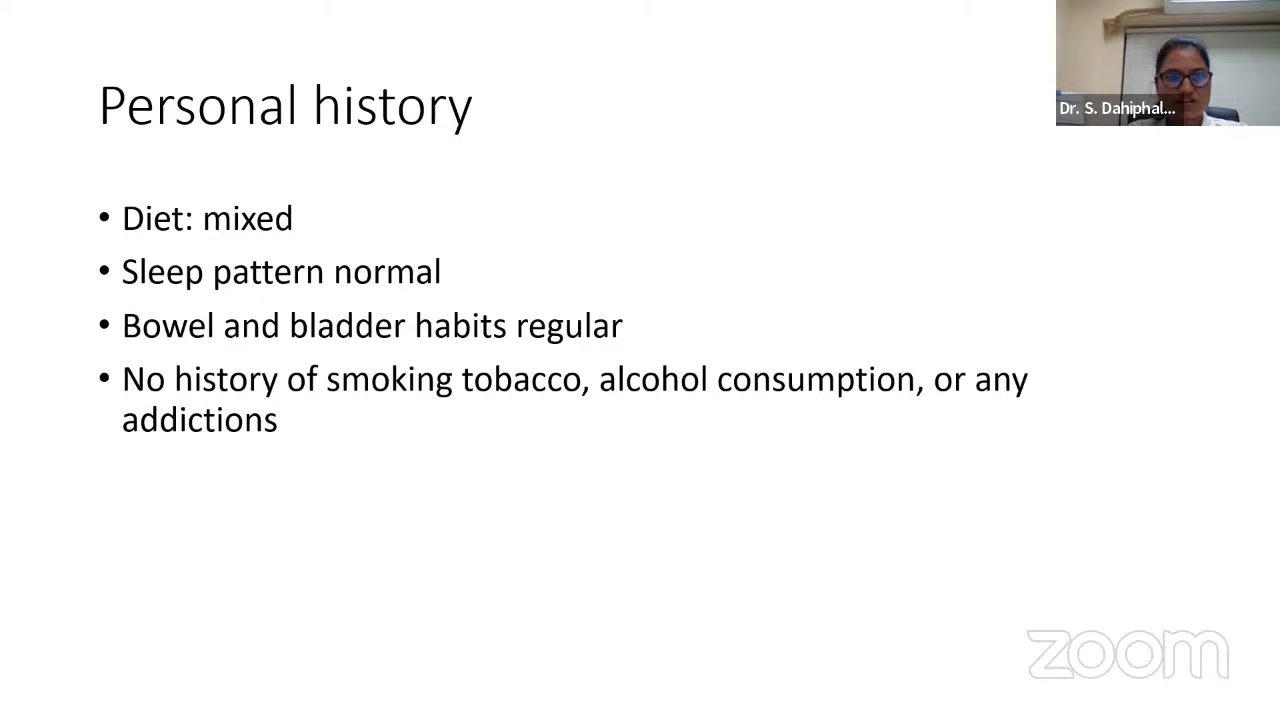 Personal history
Dr. S. Dahiphal...
• Diet: mixed
• Sleep pattern normal
• Bowel and bladder habits regular
• No history of smoking tobacco, alcohol consumption, or any
addictions
zoom